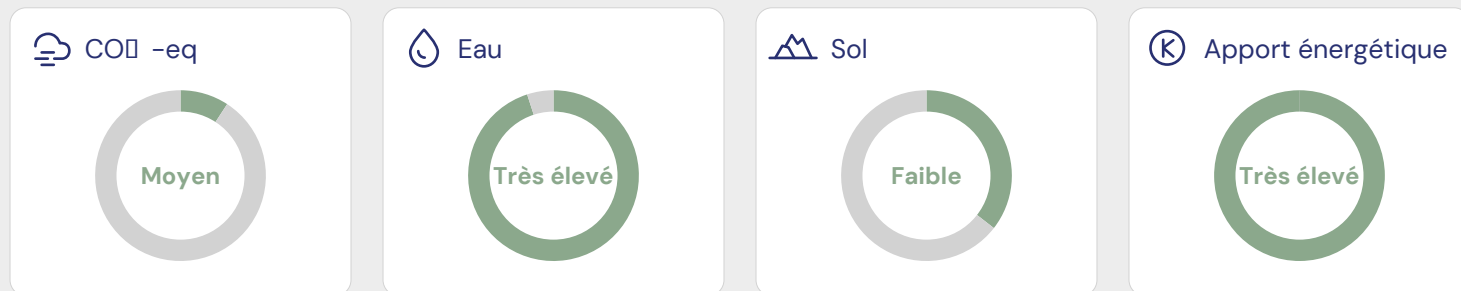 CO▯ -eq
Eau
Sol
Apport énergétique
Moyen
Très élevé
Faible
Très élevé